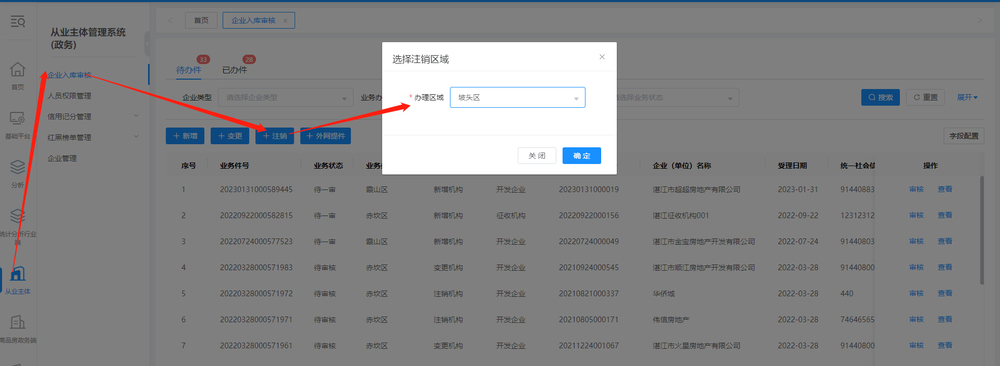 首页
企业入库审核
从业主体管理系统
(政务)
选择注销区域
33
28
待办件
已办件
首页
企业入库审核
人员权限管理
信用记分管理
红黑榜单管理
企业管理
企业类型
请选择企业类型
业务办
* 办理区域
坡头区
选择业务状态
搜索
重置
展开
基础平台
新增
变更
注销
外网提件
字段配置
关 闭
确 定
序号
业务件号
业务状态
业务
企业（单位）名称
受理日期
统一社会信
操作
分析
1
20230131000589445
待一审
霞山区
新增机构
开发企业
20230131000019
湛江市超超房地产有限公司
2023-01-31
91440883
审核
查看
2
20220922000582815
待一审
赤坎区
新增机构
征收机构
20220922000156
湛江征收机构001
2022-09-22
12312312
审核
查看
统计分析行业
端
3
20220724000577523
待一审
霞山区
新增机构
开发企业
20220724000049
湛江市金宝房地产开发有限公司
2022-07-24
91440803
审核
查看
4
20220328000571983
待审核
赤坎区
变更机构
开发企业
20210924000545
湛江市顺江房地产开发有限公司
2022-03-28
91440800
审核
查看
从业主体
5
20220328000571972
待审核
赤坎区
注销机构
开发企业
20210821000337
华侨城
2022-03-28
440
审核
查看
6
20220328000571971
待审核
赤坎区
注销机构
开发企业
20210805000171
伟信房地产
2022-03-28
74646565
审核
查看
商品房政务端
7
20220328000571961
待审核
赤坎区
变更机构
开发企业
20211224001067
湛江市火星房地产有限公司
2022-03-28
91440800
审核
查看